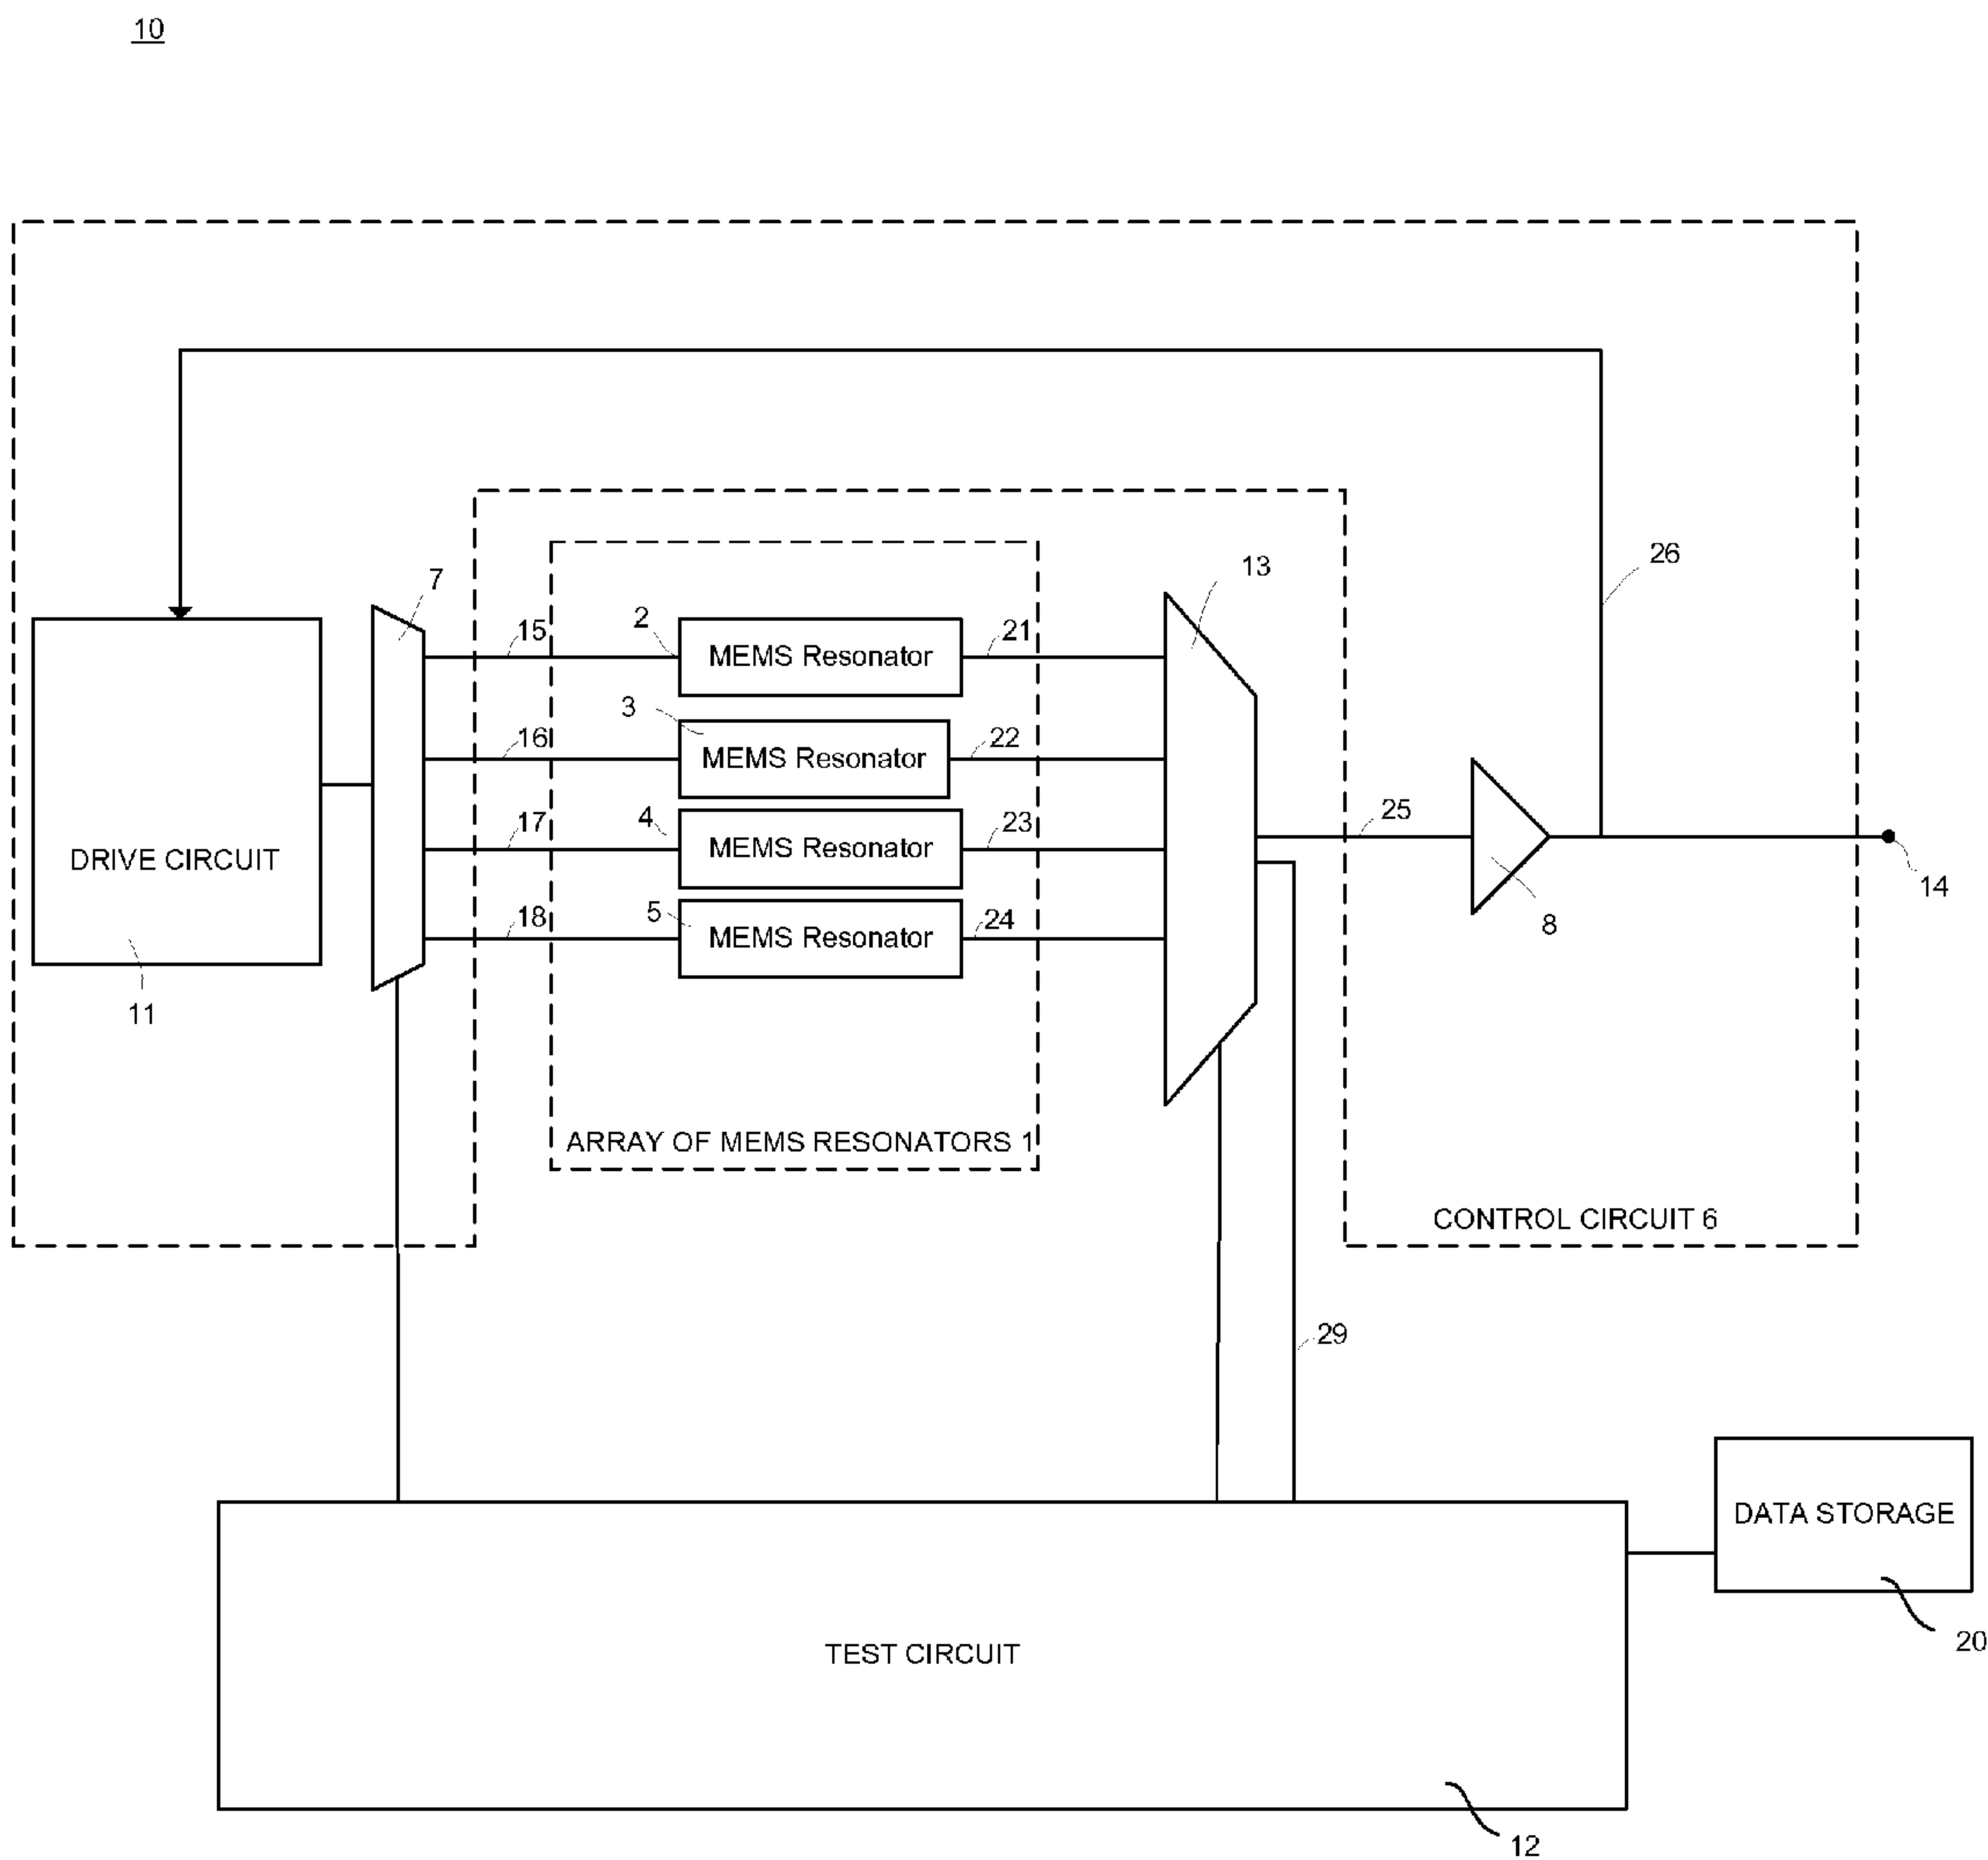 10
7
13
26
2
15
21
MEMS Resonator
3
16
22
MEMS Resonator
4
17
23
MEMS Resonator
25
DRIVE CIRCUIT
14
5
18
24
MEMS Resonator
8
11
ARRAY OF MEMS RESONATORS 1
CONTROL CIRCUIT 6
29
DATA STORAGE
20
TEST CIRCUIT
12